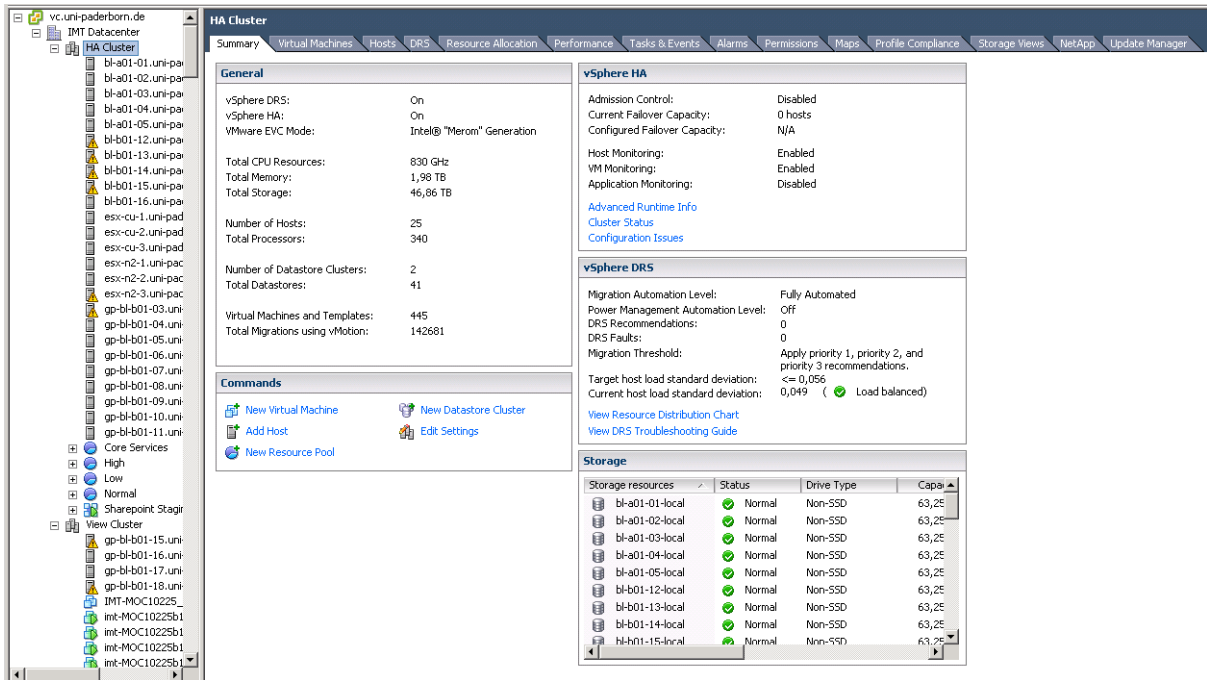 vc.uni-paderborn.de
IMT Datacenter
HA Cluster
bl-a01-01.uni-pad
bl-a01-02.uni-pad
bl-a01-03.uni-pad
bl-a01-04.uni-pad
bl-a01-05.uni-pad
bl-b01-12.uni-pad
bl-b01-13.uni-pad
bl-b01-14.uni-pad
bl-b01-15.uni-pad
bl-b01-16.uni-pad
esx-cu-1.uni-pad
esx-cu-2.uni-pad
esx-cu-3.uni-pad
esx-n2-1.uni-pad
esx-n2-2.uni-pad
esx-n2-3.uni-pad
gp-bl-b01-03.uni-
gp-bl-b01-04.uni-
gp-bl-b01-05.uni-
gp-bl-b01-06.uni-
gp-bl-b01-07.uni-
gp-bl-b01-08.uni-
gp-bl-b01-09.uni-
gp-bl-b01-10.uni-
gp-bl-b01-11.uni-
Core Services
High
Low
Normal
Sharepoint Stagin
View Cluster
gp-bl-b01-15.uni-
gp-bl-b01-16.uni-
gp-bl-b01-17.uni-
gp-bl-b01-18.uni-
IMT-MOC10225_
imt-MOC10225b1
imt-MOC10225b1
imt-MOC10225b1
imt-MOC10225b1
HA Cluster
Summary Virtual Machines Hosts DRS Resource Allocation Performance Tasks & Events Alarms Permissions Maps Profile Compliance Storage Views NetApp Update Manager
General
vSphere DRS: On
vSphere HA: On
VMware EVC Mode: Intel® "Merom" Generation
Total CPU Resources: 830 GHz
Total Memory: 1,98 TB
Total Storage: 46,86 TB
Number of Hosts: 25
Total Processors: 340
Number of Datastore Clusters: 2
Total Datastores: 41
Virtual Machines and Templates: 445
Total Migrations using vMotion: 142681
Commands
New Virtual Machine New Datastore Cluster
Add Host Edit Settings
New Resource Pool
vSphere HA
Admission Control: Disabled
Current Failover Capacity: 0 hosts
Configured Failover Capacity: N/A
Host Monitoring: Enabled
VM Monitoring: Enabled
Application Monitoring: Disabled
Advanced Runtime Info
Cluster Status
Configuration Issues
vSphere DRS
Migration Automation Level: Fully Automated
Power Management Automation Level: Off
DRS Recommendations: 0
DRS Faults: 0
Migration Threshold: Apply priority 1, priority 2, and
priority 3 recommendations.
Target host load standard deviation: <= 0,056
Current host load standard deviation: 0,049 ( Load balanced)
View Resource Distribution Chart
View DRS Troubleshooting Guide
Storage
Storage resources Status Drive Type Capa
bl-a01-01-local Normal Non-SSD 63,25
bl-a01-02-local Normal Non-SSD 63,25
bl-a01-03-local Normal Non-SSD 63,25
bl-a01-04-local Normal Non-SSD 63,25
bl-a01-05-local Normal Non-SSD 63,25
bl-b01-12-local Normal Non-SSD 63,25
bl-b01-13-local Normal Non-SSD 63,25
bl-b01-14-local Normal Non-SSD 63,25
bl-b01-15-local Normal Non-SSD 63,25